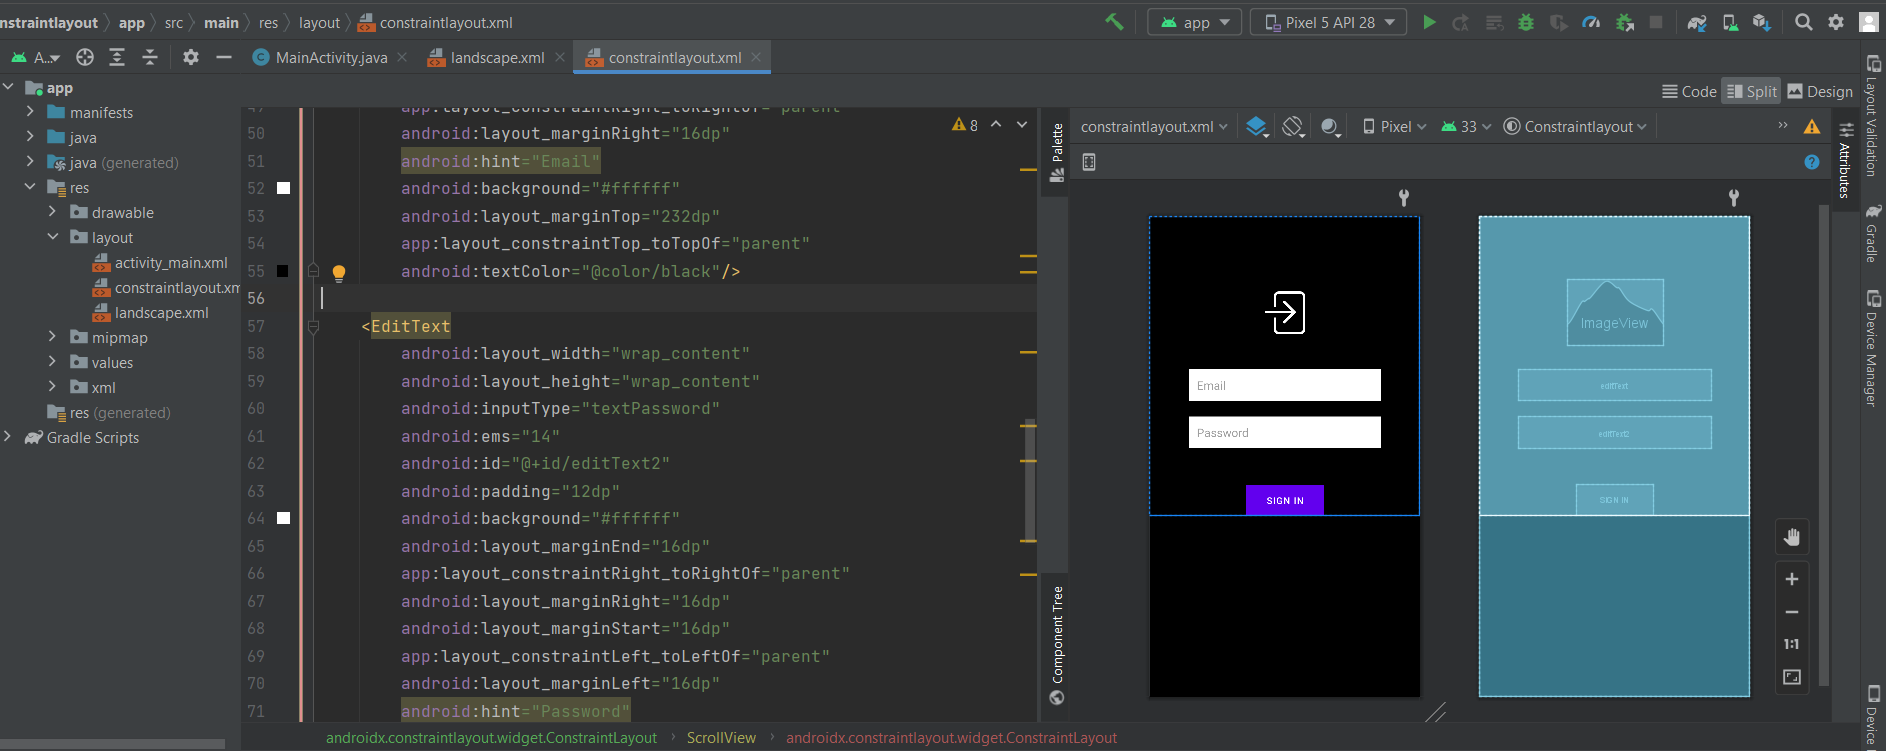 nstraintlayout app src main res layout constraintlayout.xml app Pixel 5 API 28
A... MainActivity.java landscape.xml constraintlayout.xml
app
manifests
java
java (generated)
res
drawable
layout
activity_main.xml
constraintlayout.xm
landscape.xml
mipmap
values
xml
res (generated)
Gradle Scripts
Code Split Design
8
49 app:layout_constraintRight_toRightOf="parent"
50 android:layout_marginRight="16dp"
51 android:hint="Email"
52 android:background="#ffffff"
53 android:layout_marginTop="232dp"
54 app:layout_constraintTop_toTopOf="parent"
55 android:textColor="@color/black"/>
56
57 <EditText
58 android:layout_width="wrap_content"
59 android:layout_height="wrap_content"
60 android:inputType="textPassword"
61 android:ems="14"
62 android:id="@+id/editText2"
63 android:padding="12dp"
64 android:background="#ffffff"
65 android:layout_marginEnd="16dp"
66 app:layout_constraintRight_toRightOf="parent"
67 android:layout_marginRight="16dp"
68 android:layout_marginStart="16dp"
69 app:layout_constraintLeft_toLeftOf="parent"
70 android:layout_marginLeft="16dp"
71 android:hint="Password"
androidx.constraintlayout.widget.ConstraintLayout ScrollView androidx.constraintlayout.widget.ConstraintLayout
Palette
Component Tree
constraintlayout.xml Pixel 33 Constraintlayout
Email
Password
SIGN IN
ImageView
editText
editText2
SIGN IN
1:1
Attributes
Layout Validation
Gradle
Device Manager
Device